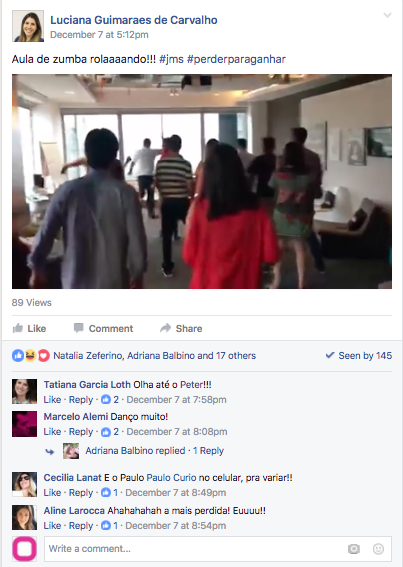 Luciana Guimaraes de Carvalho
December 7 at 5:12pm
Aula de zumba rolaaaando!!! #jms #perderparaganhar
89 Views
Like Comment Share
Natalia Zeferino, Adriana Balbino and 17 others Seen by 145
Tatiana Garcia Loth Olha até o Peter!!!
Like · Reply · 2 · December 7 at 7:58pm
Marcelo Alemi Danço muito!
Like · Reply · 2 · December 7 at 8:08pm
Adriana Balbino replied · 1 Reply
Cecilia Lanat E o Paulo Paulo Curio no celular, pra variar!!
Like · Reply · 1 · December 7 at 8:49pm
Aline Larocca Ahahahahah a mais perdida! Euuuu!!
Like · Reply · 1 · December 7 at 8:54pm
Write a comment...